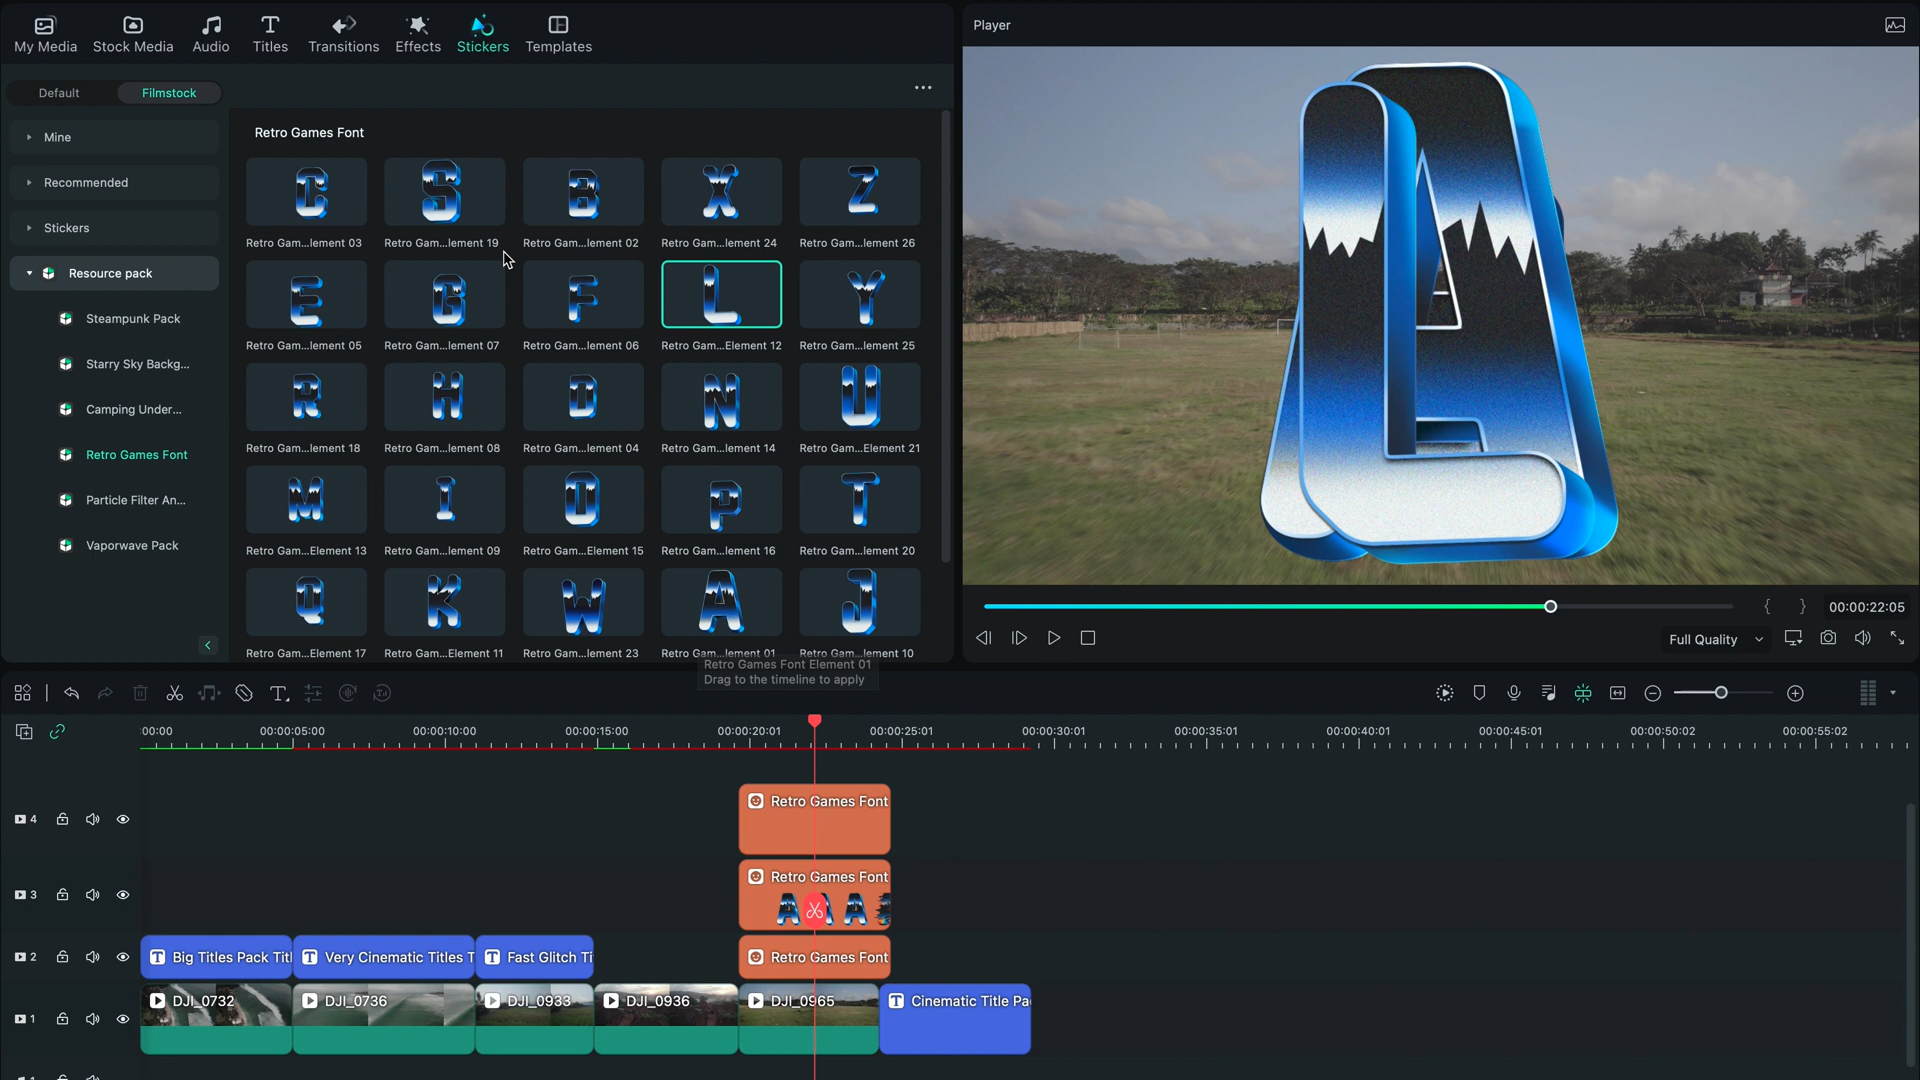 My Media
Stock Media
Audio
Titles
Transitions
Effects
Stickers
Templates
Player
Default
Filmstock
Mine
Recommended
Stickers
Resource pack
Steampunk Pack
Starry Sky Backg...
Camping Under...
Retro Games Font
Particle Filter An...
Vaporwave Pack
Retro Games Font
C
S
B
X
Z
Retro Gam...lement 03
Retro Gam...lement 19
Retro Gam...lement 02
Retro Gam...lement 24
Retro Gam...lement 26
E
G
F
L
Y
Retro Gam...lement 05
Retro Gam...lement 07
Retro Gam...lement 06
Retro Gam...Element 12
Retro Gam...lement 25
R
H
D
N
U
Retro Gam...lement 18
Retro Gam...lement 08
Retro Gam...lement 04
Retro Gam...lement 14
Retro Gam...Element 21
M
I
O
P
T
Retro Gam...Element 13
Retro Gam...lement 09
Retro Gam...Element 15
Retro Gam...lement 16
Retro Gam...lement 20
Q
K
W
A
J
Retro Gam...Element 17
Retro Gam...Element 11
Retro Gam...lement 23
Retro Gam...lement 01
Retro Gam...lement 10
Retro Games Font Element 01
Drag to the timeline to apply
A
L
{ }
00:00:22:05
Full Quality
:00:00
00:00:05:00
00:00:10:00
00:00:15:00
00:00:20:01
00:00:25:01
00:00:30:01
00:00:35:01
00:00:40:01
00:00:45:01
00:00:50:02
00:00:55:02
4
Retro Games Font
3
Retro Games Font
A A A
2
Big Titles Pack Titl
Very Cinematic Titles T
Fast Glitch Ti
Retro Games Font
1
DJI_0732
DJI_0736
DJI_0933
DJI_0936
DJI_0965
Cinematic Title Pa